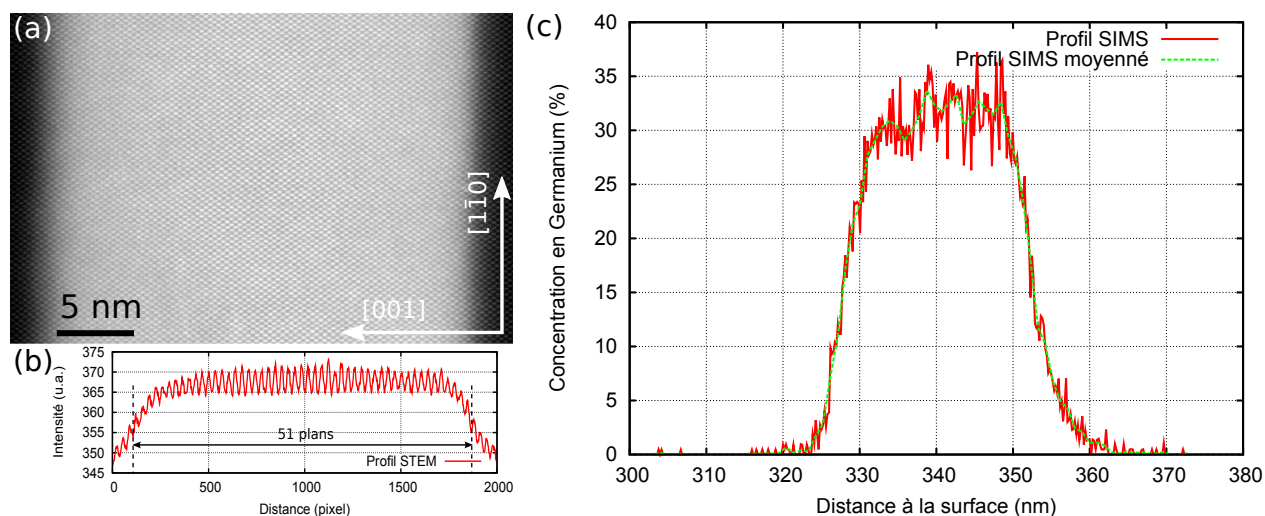 (a)
[11̄0]
[001]
5 nm
(b)
Intensité (u.a.)
375
370
365
360
355
350
345
51 plans
Profil STEM
0
500
1000
1500
2000
Distance (pixel)
(c)
Concentration en Germanium (%)
40
35
30
25
20
15
10
5
0
Profil SIMS
Profil SIMS moyenné
300
310
320
330
340
350
360
370
380
Distance à la surface (nm)